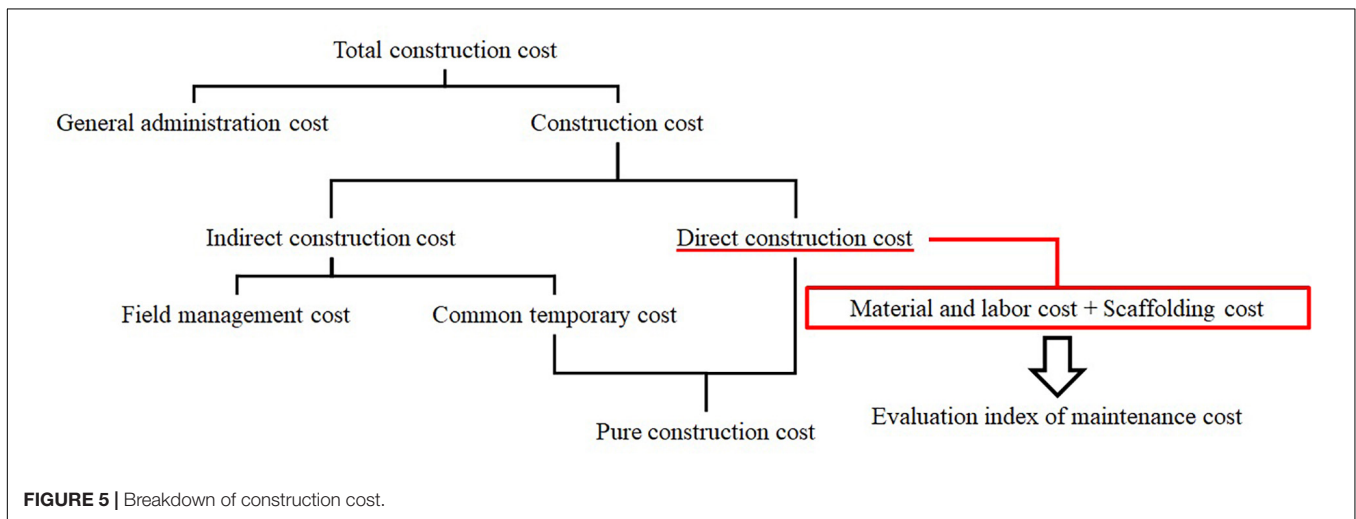 Total construction cost
General administration cost
Construction cost
Indirect construction cost
Direct construction cost
Field management cost
Common temporary cost
Material and labor cost + Scaffolding cost
Pure construction cost
Evaluation index of maintenance cost
FIGURE 5 | Breakdown of construction cost.